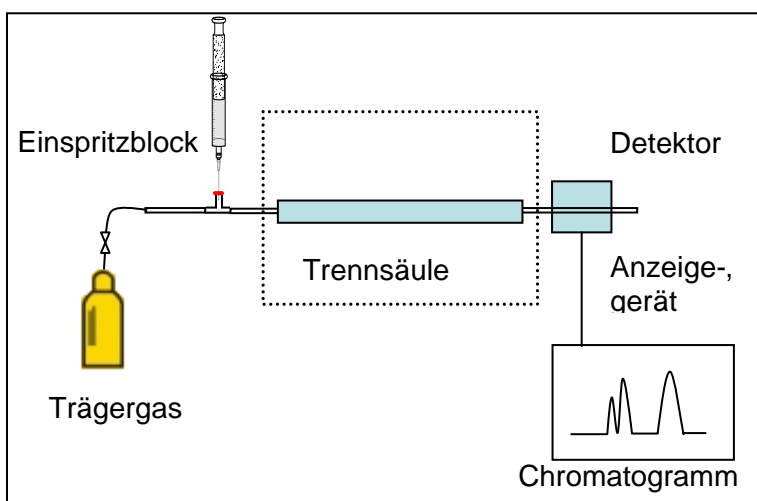 Einspritzblock
Detektor
Trennsäule
Anzeige-,
gerät
Trägergas
Chromatogramm